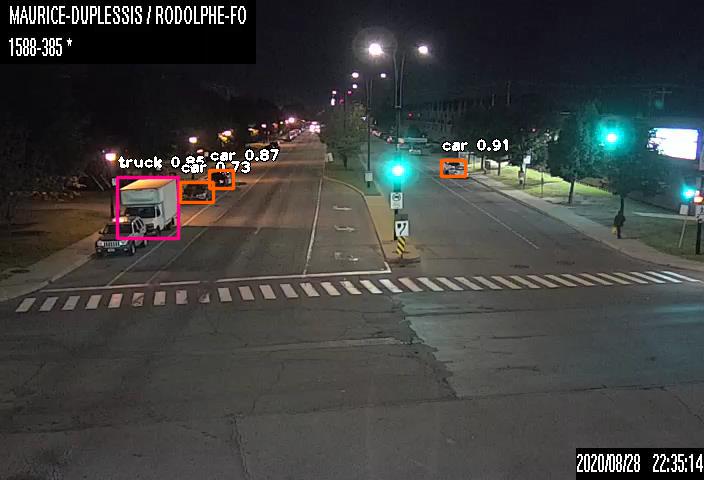 MAURICE-DUPLESSIS / RODOLPHE-FO
1588-385 *
truck 0.85
car 0.87
car 0.73
car 0.91
2020/08/28 22:35:14